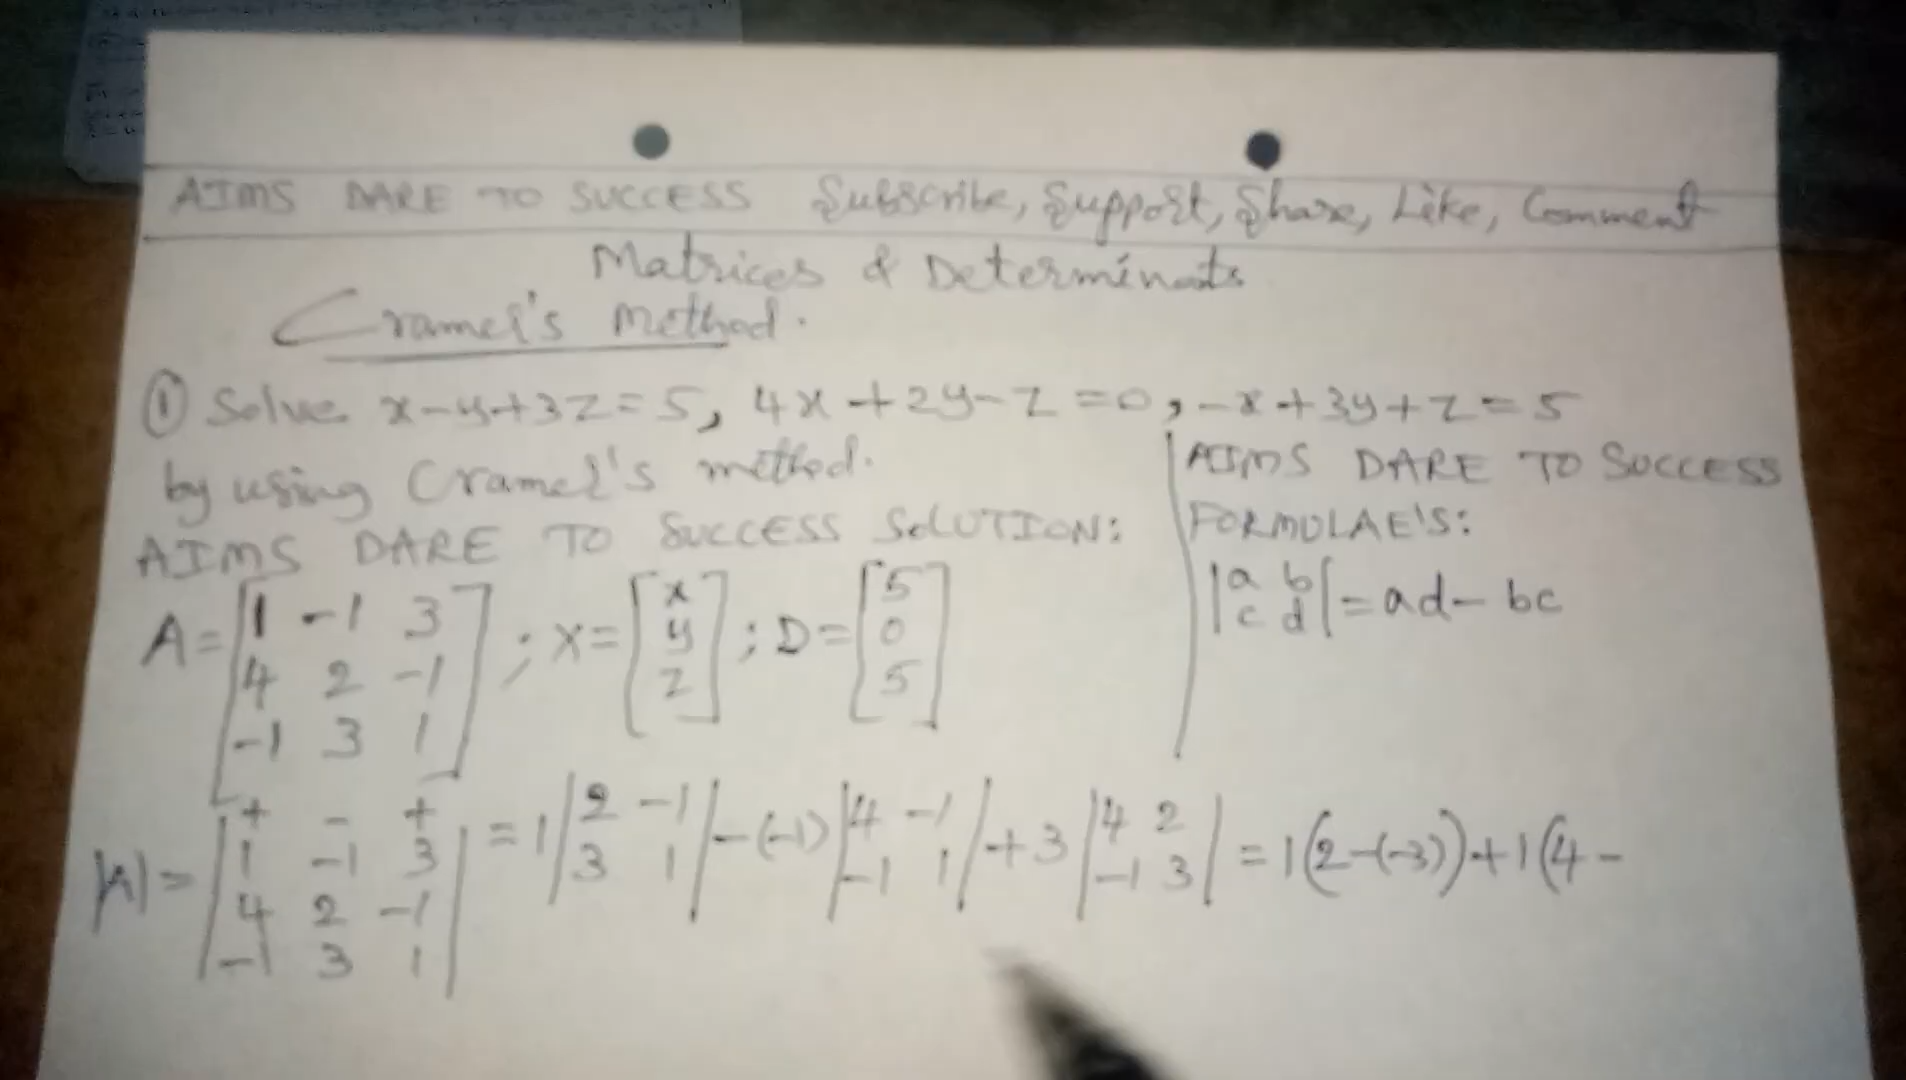 AIMS DARE TO SUCCESS Subscribe, Support, Share, Like, Comment
Matrices & Determinats
Cramer's Method.
① Solve x-y+3z=5, 4x+2y-z=0, -x+3y+z=5
by using Cramer's method.
AIMS DARE TO SUCCESS SOLUTION:
AIMS DARE TO SUCCESS
FORMULAE'S:
|a b| = ad - bc
|c d|
A = [1 -1 3] ; X = [x] ; D = [5]
[4 2 -1] [y] [0]
[-1 3 1] [z] [5]
+ - +
|A| = |1 -1 3| = 1|2 -1| -(-1)|4 -1| +3|4 2| = 1(2-(-3))+1(4-
|4 2 -1| |3 1| |-1 1| |-1 3|
|-1 3 1|